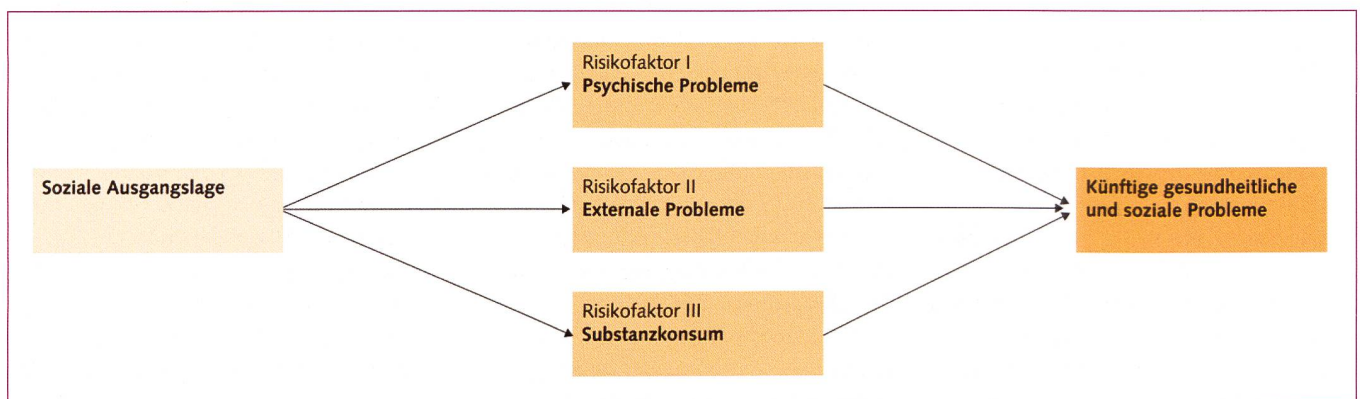 Soziale Ausgangslage
Risikofaktor I
Psychische Probleme
Risikofaktor II
Externale Probleme
Risikofaktor III
Substanzkonsum
Künftige gesundheitliche
und soziale Probleme